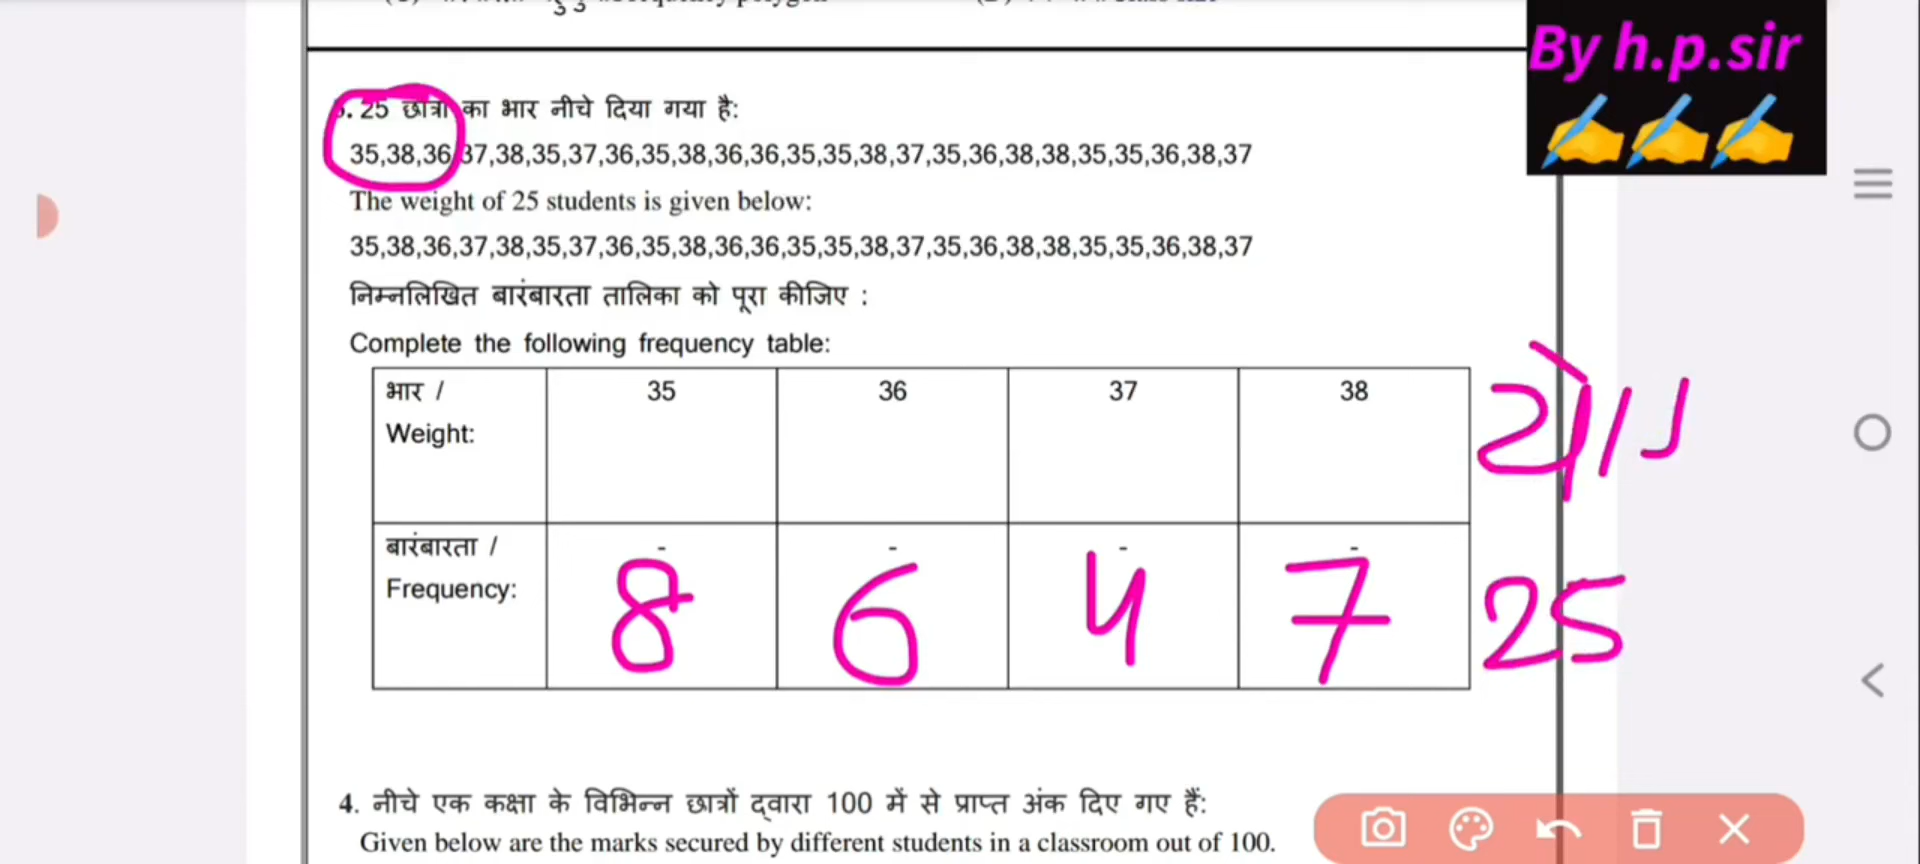 By h.p.sir
. 25 छात्रों का भार नीचे दिया गया है:
35,38,36,37,38,35,37,36,35,38,36,36,35,35,38,37,35,36,38,38,35,35,36,38,37
The weight of 25 students is given below:
35,38,36,37,38,35,37,36,35,38,36,36,35,35,38,37,35,36,38,38,35,35,36,38,37
निम्नलिखित बारंबारता तालिका को पूरा कीजिए :
Complete the following frequency table:
भार / 35 36 37 38
Weight:
बारंबारता / - - - -
Frequency: 8 6 4 7 25
4. नीचे एक कक्षा के विभिन्न छात्रों द्वारा 100 में से प्राप्त अंक दिए गए हैं:
Given below are the marks secured by different students in a classroom out of 100.